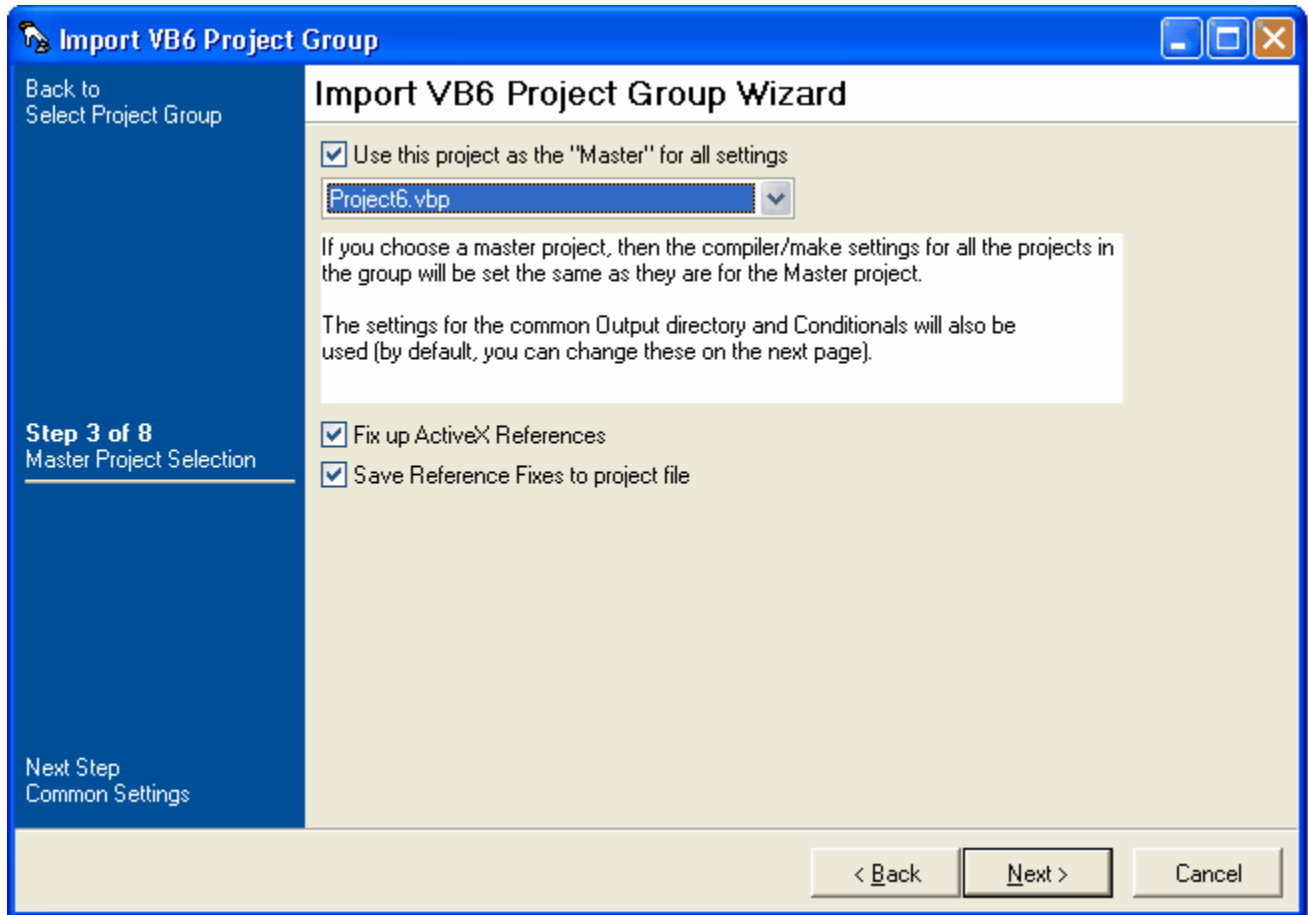 Import VB6 Project Group
Back to
Select Project Group
Import VB6 Project Group Wizard
Use this project as the "Master" for all settings
Project6.vbp
If you choose a master project, then the compiler/make settings for all the projects in
the group will be set the same as they are for the Master project.
The settings for the common Output directory and Conditionals will also be
used (by default, you can change these on the next page).
Step 3 of 8
Master Project Selection
Fix up ActiveX References
Save Reference Fixes to project file
Next Step
Common Settings
< Back
Next >
Cancel